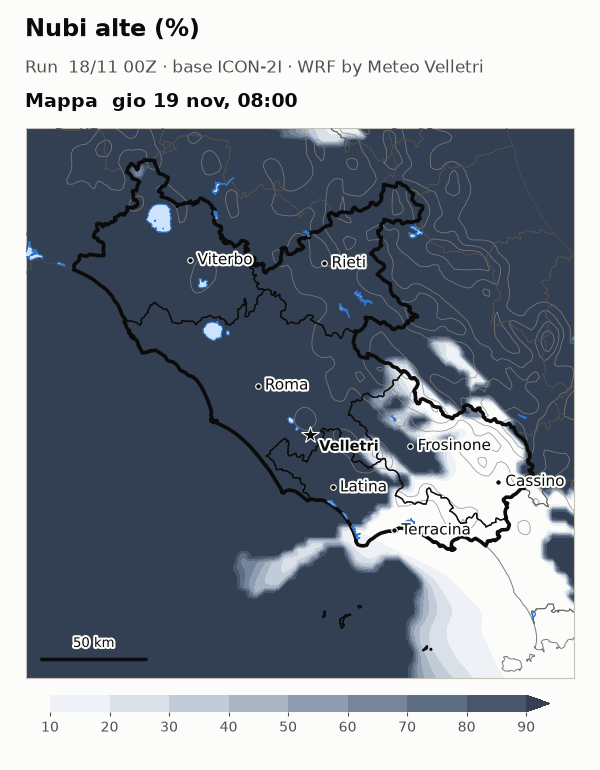 Nubi alte (%)
Run 18/11 00Z · base ICON-2I · WRF by Meteo Velletri
Mappa gio 19 nov, 08:00
Viterbo
Rieti
Roma
Velletri
Frosinone
Latina
Cassino
Terracina
50 km
10 20 30 40 50 60 70 80 90